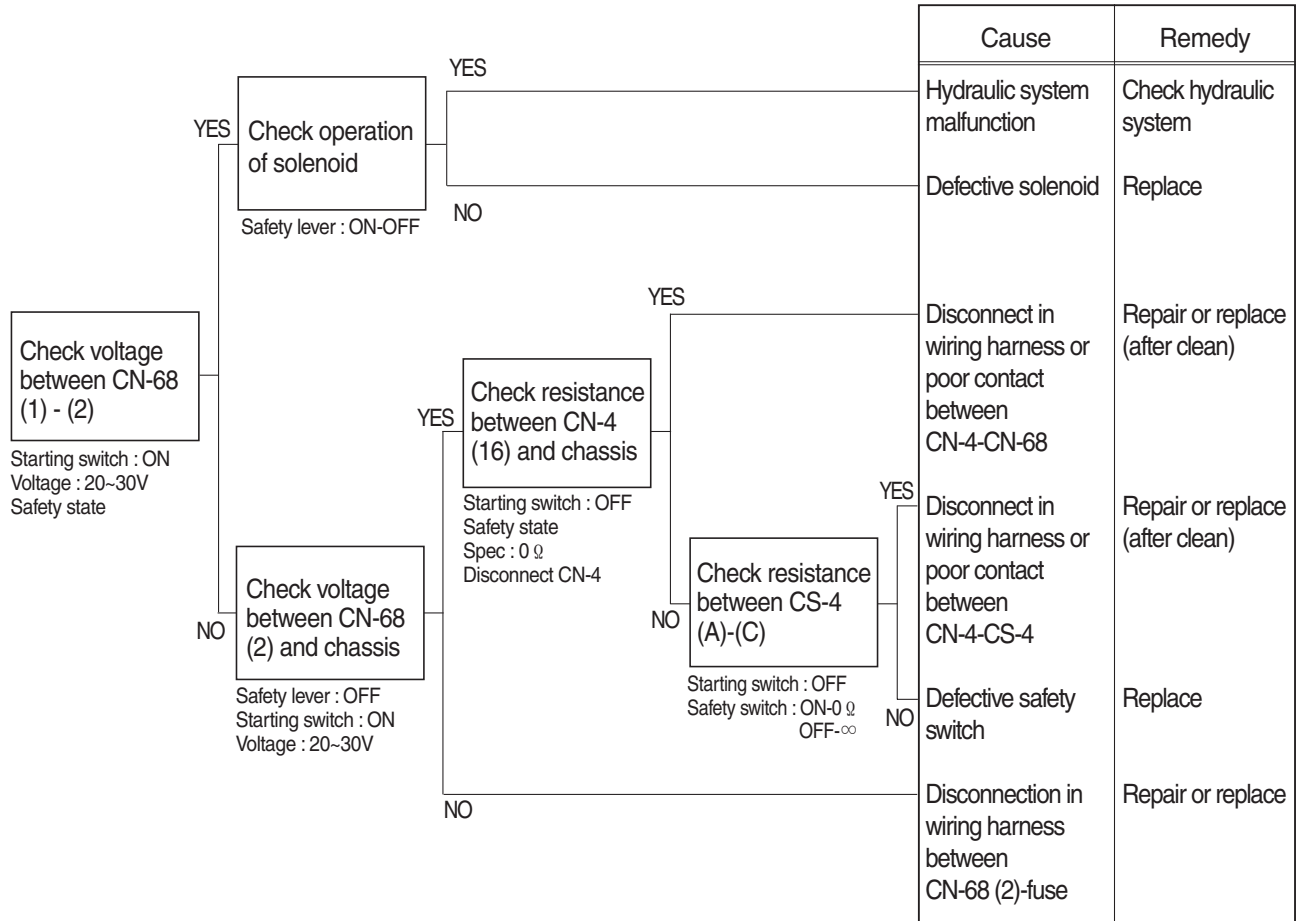 Cause
Remedy
YES
Hydraulic system
malfunction
Check hydraulic
system
YES
Check operation
of solenoid
Defective solenoid
Replace
NO
Safety lever : ON-OFF
YES
Disconnect in
wiring harness or
poor contact
between
CN-4-CN-68
Repair or replace
(after clean)
Check voltage
between CN-68
(1) - (2)
Starting switch : ON
Voltage : 20~30V
Safety state
YES
Check resistance
between CN-4
(16) and chassis
Starting switch : OFF
Safety state
Spec : 0 Ω
Disconnect CN-4
YES
Disconnect in
wiring harness or
poor contact
between
CN-4-CS-4
Repair or replace
(after clean)
NO
Check voltage
between CN-68
(2) and chassis
Safety lever : OFF
Starting switch : ON
Voltage : 20~30V
NO
Check resistance
between CS-4
(A)-(C)
Starting switch : OFF
Safety switch : ON-0 Ω
OFF-∞
NO
Defective safety
switch
Replace
NO
Disconnection in
wiring harness
between
CN-68 (2)-fuse
Repair or replace